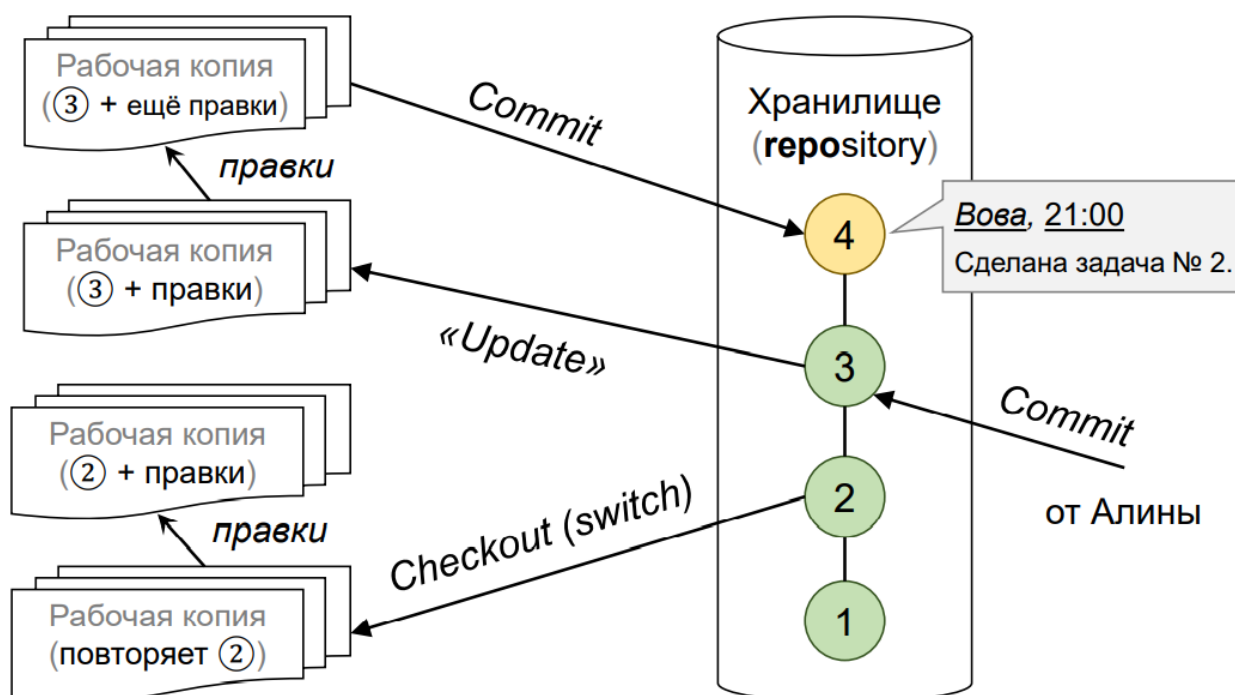 Рабочая копия
(③ + ещё правки)
правки
Рабочая копия
(③ + правки)
Рабочая копия
(② + правки)
правки
Рабочая копия
(повторяет ②)
Commit
«Update»
Checkout (switch)
Хранилище
(repository)
4
3
2
1
Вова, 21:00
Сделана задача № 2.
Commit
от Алины